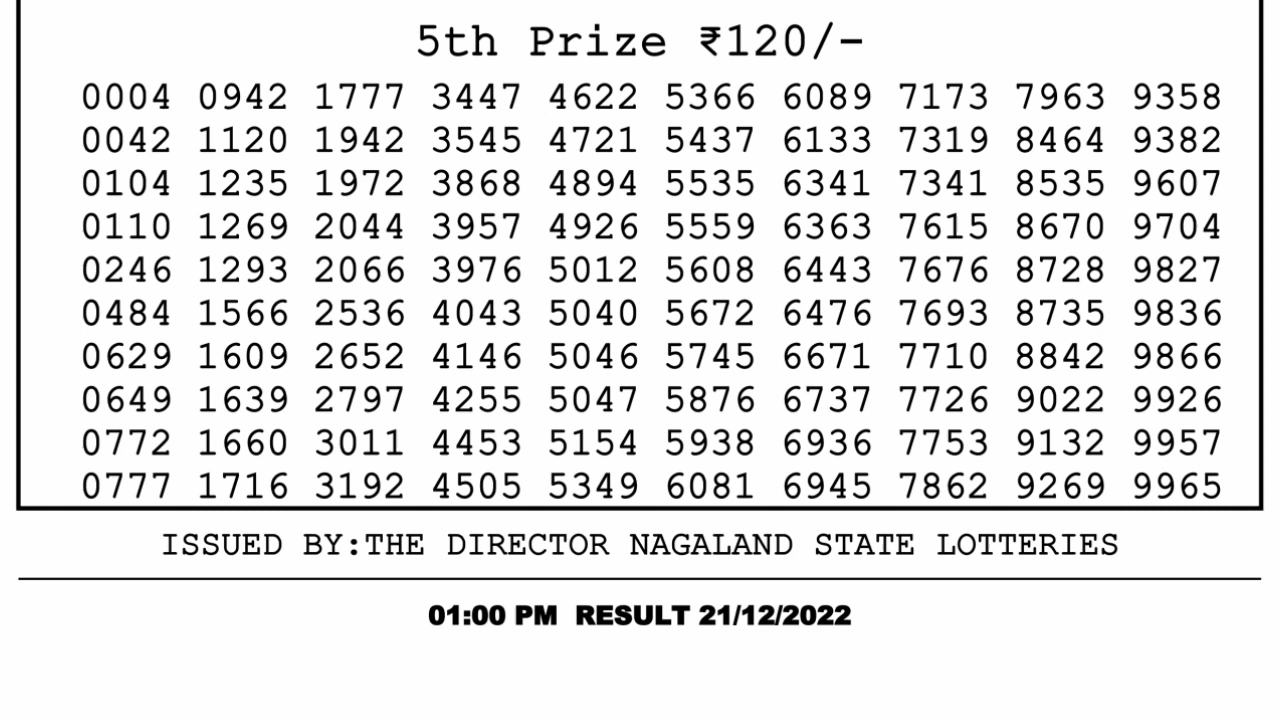 5th Prize ₹120/-
0004 0942 1777 3447 4622 5366 6089 7173 7963 9358
0042 1120 1942 3545 4721 5437 6133 7319 8464 9382
0104 1235 1972 3868 4894 5535 6341 7341 8535 9607
0110 1269 2044 3957 4926 5559 6363 7615 8670 9704
0246 1293 2066 3976 5012 5608 6443 7676 8728 9827
0484 1566 2536 4043 5040 5672 6476 7693 8735 9836
0629 1609 2652 4146 5046 5745 6671 7710 8842 9866
0649 1639 2797 4255 5047 5876 6737 7726 9022 9926
0772 1660 3011 4453 5154 5938 6936 7753 9132 9957
0777 1716 3192 4505 5349 6081 6945 7862 9269 9965
ISSUED BY:THE DIRECTOR NAGALAND STATE LOTTERIES
01:00 PM RESULT 21/12/2022